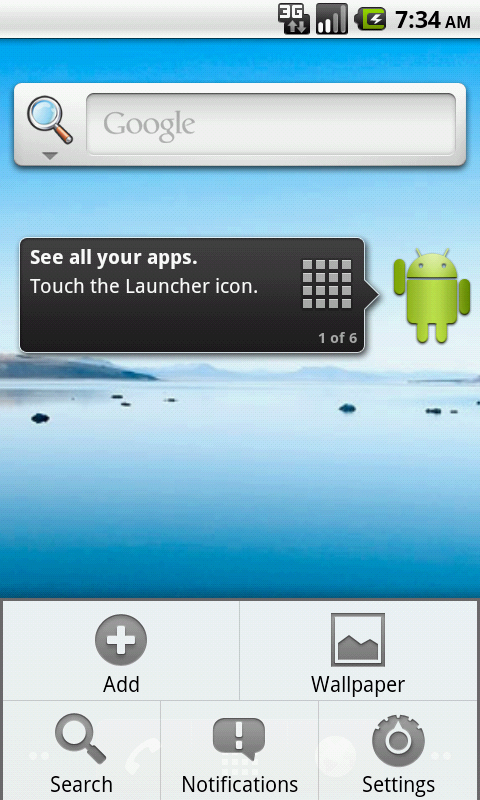 3G
7:34 AM
Google
See all your apps.
Touch the Launcher icon.
1 of 6
Add
Wallpaper
Search
Notifications
Settings